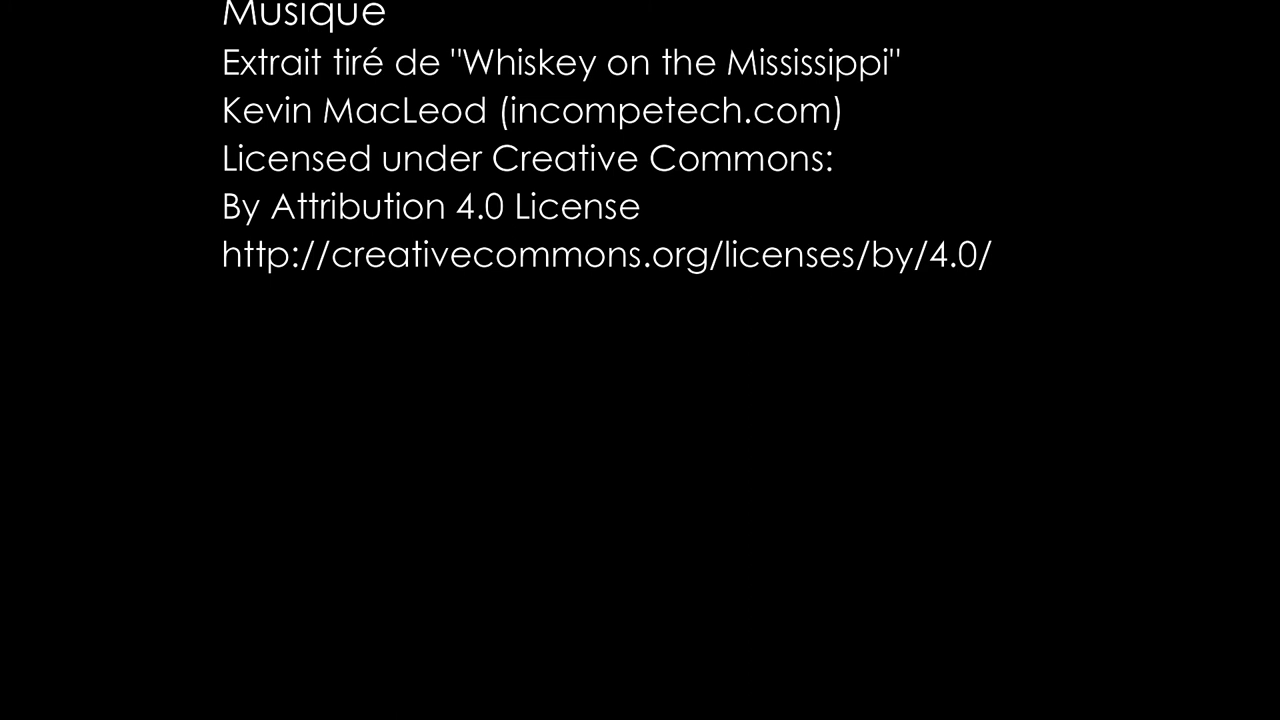 Musique
Extrait tiré de "Whiskey on the Mississippi"
Kevin MacLeod (incompetech.com)
Licensed under Creative Commons:
By Attribution 4.0 License
http://creativecommons.org/licenses/by/4.0/